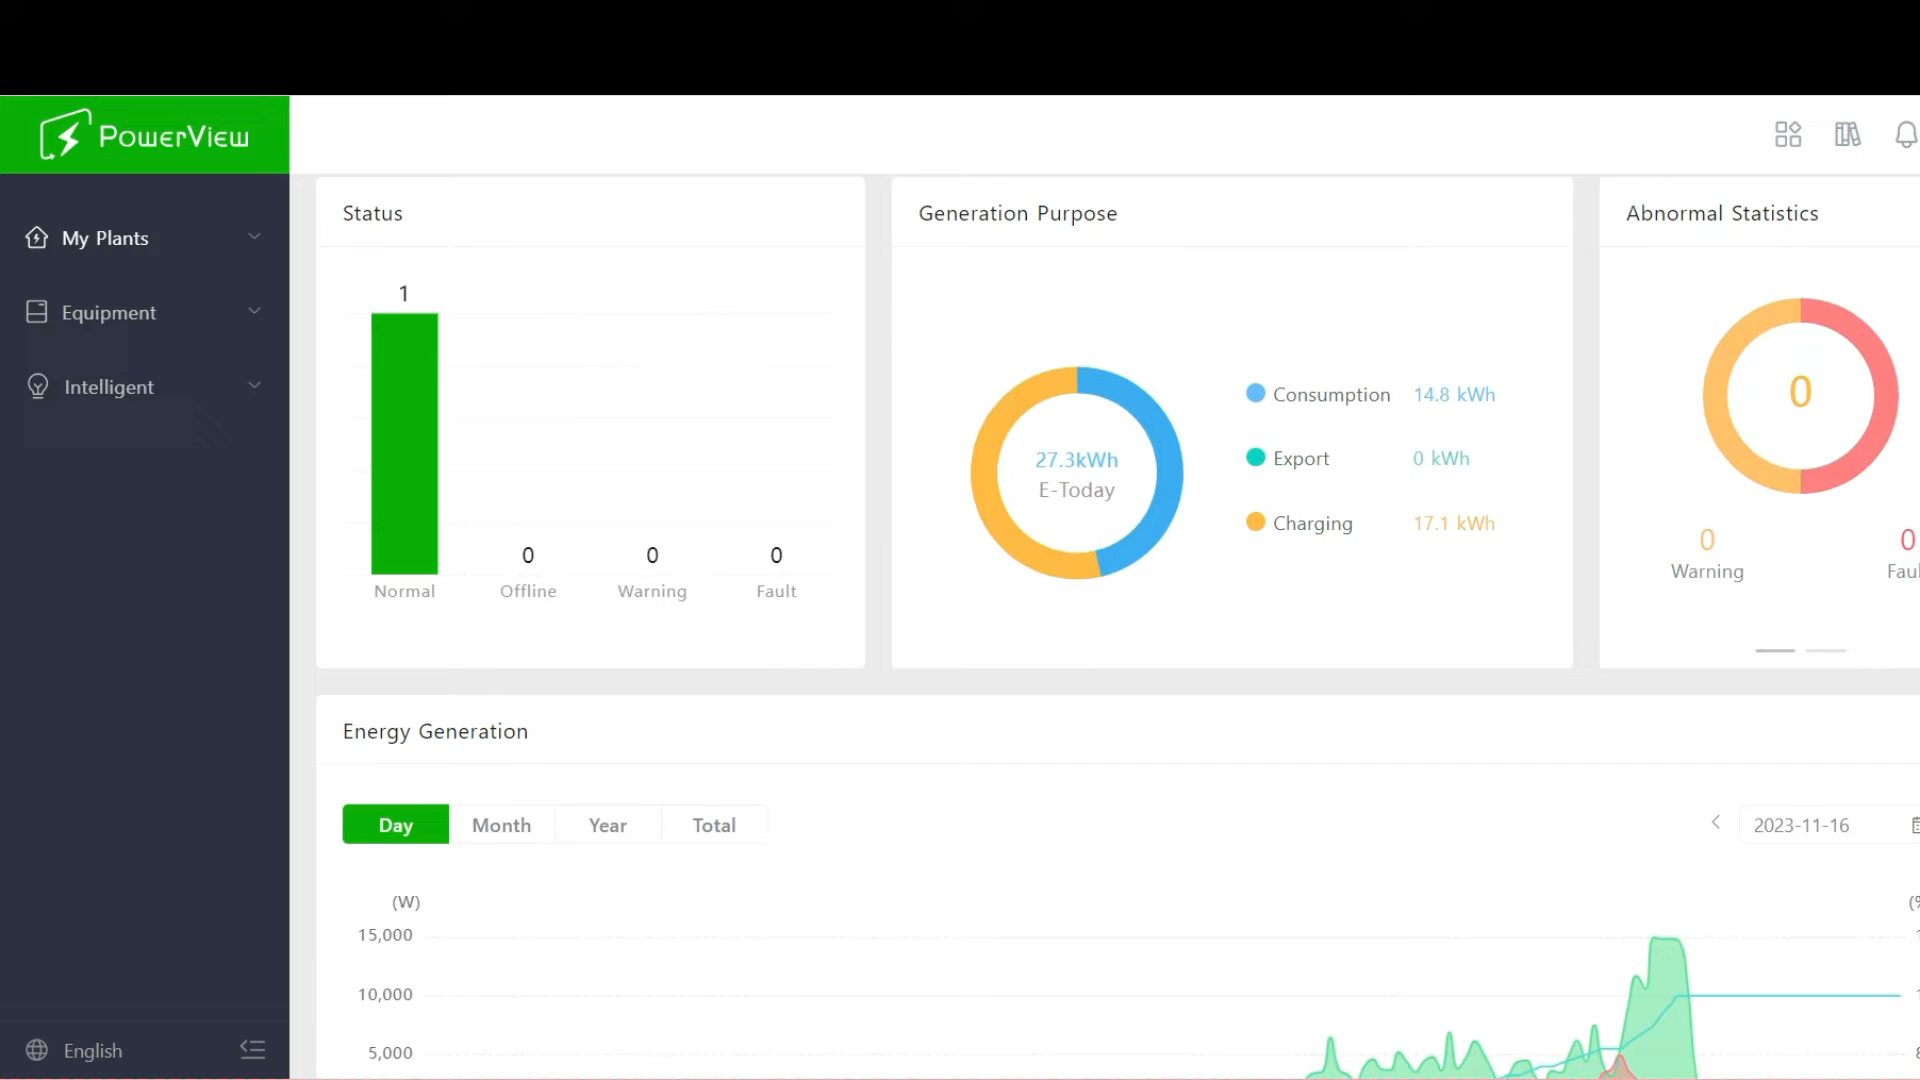 PowerView
My Plants
Equipment
Intelligent
English
Status
1
0
0
0
Normal
Offline
Warning
Fault
Generation Purpose
27.3kWh
E-Today
Consumption 14.8 kWh
Export 0 kWh
Charging 17.1 kWh
Abnormal Statistics
0
0
Warning
0
Faul
Energy Generation
Day Month Year Total
2023-11-16
(W)
15,000
10,000
5,000